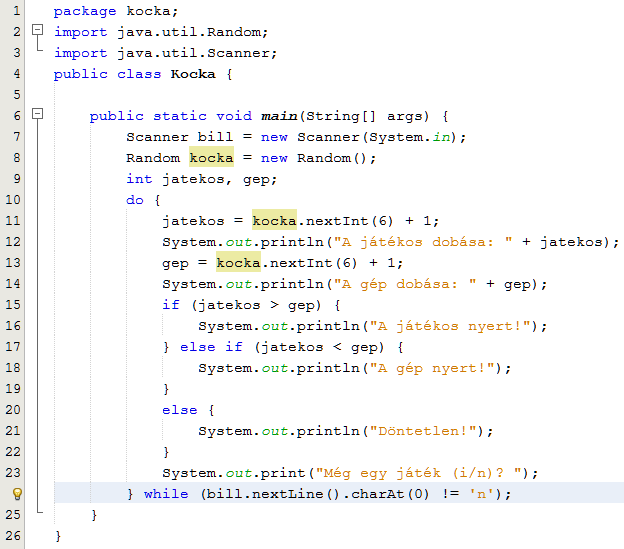 1 package kocka;
2 import java.util.Random;
3 import java.util.Scanner;
4 public class Kocka {
5
6 public static void main(String[] args) {
7 Scanner bill = new Scanner(System.in);
8 Random kocka = new Random();
9 int jatekos, gep;
10 do {
11 jatekos = kocka.nextInt(6) + 1;
12 System.out.println("A játékos dobása: " + jatekos);
13 gep = kocka.nextInt(6) + 1;
14 System.out.println("A gép dobása: " + gep);
15 if (jatekos > gep) {
16 System.out.println("A játékos nyert!");
17 } else if (jatekos < gep) {
18 System.out.println("A gép nyert!");
19 }
20 else {
21 System.out.println("Döntetlen!");
22 }
23 System.out.print("Még egy játék (i/n)? ");
} while (bill.nextLine().charAt(0) != 'n');
25 }
26 }